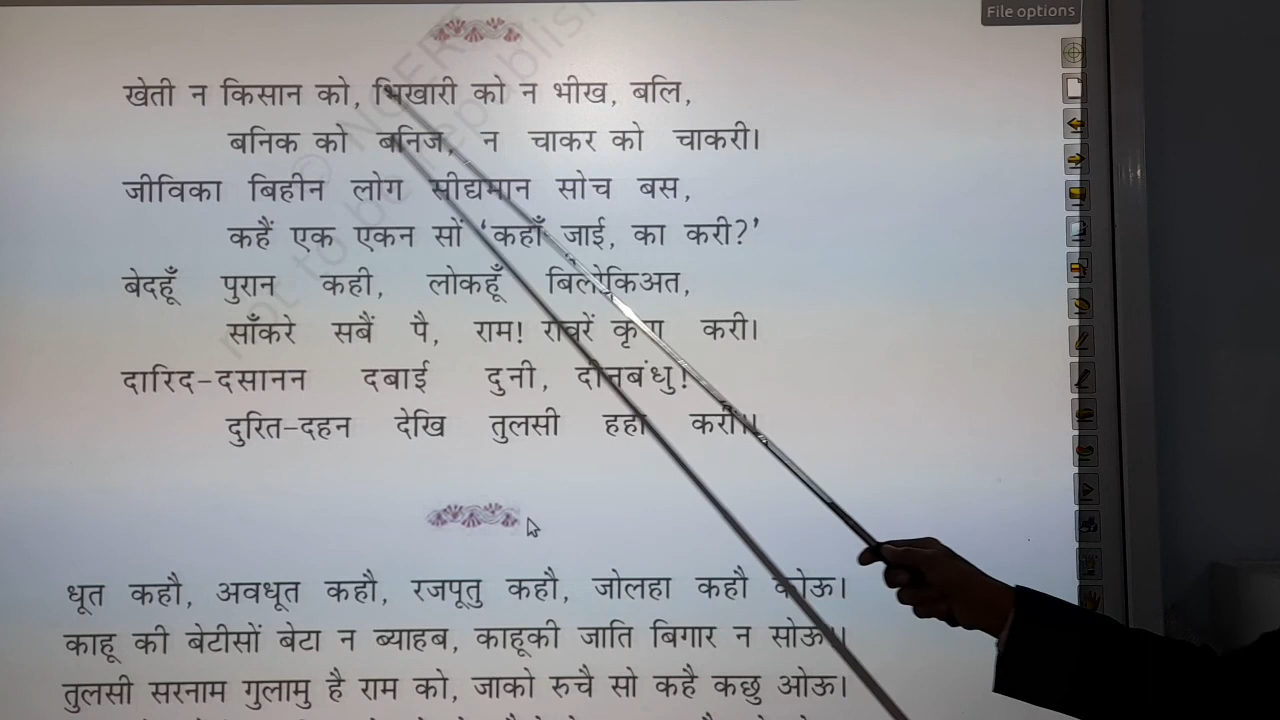 File options
खेती न किसान को, भिखारी को न भीख, बलि,
बनिक को बनिज, न चाकर को चाकरी।
जीविका बिहीन लोग सीद्यमान सोच बस,
कहैं एक एकन सों ‘कहाँ जाई, का करी?’
बेदहूँ पुरान कही, लोकहूँ बिलोकिअत,
साँकरे सबैं पै, राम! रावरें कृपा करी।
दारिद-दसानन दबाई दुनी, दीनबंधु!
दुरित-दहन देखि तुलसी हहा करी॥
धूत कहौ, अवधूत कहौ, रजपूतु कहौ, जोलहा कहौ कोऊ।
काहू की बेटीसों बेटा न ब्याहब, काहूकी जाति बिगार न सोऊ॥
तुलसी सरनाम गुलामु है राम को, जाको रुचै सो कहै कछु ओऊ।